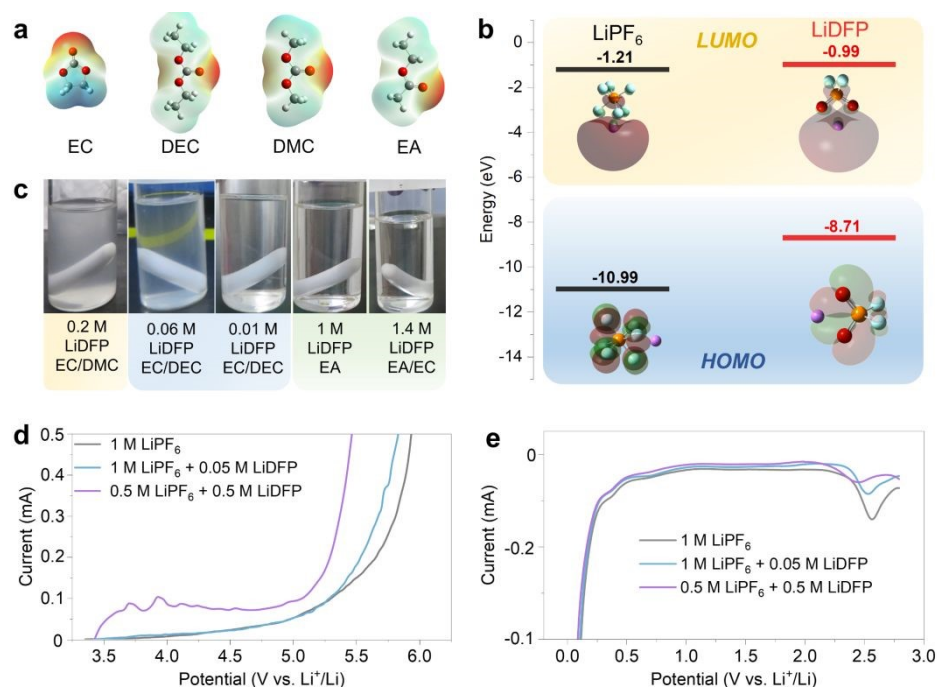 a
EC
DEC
DMC
EA
b
Energy (eV)
0
-2
-4
-6
-8
-10
-12
-14
LiPF₆
LUMO
LiDFP
-1.21
-0.99
-8.71
-10.99
HOMO
c
0.2 M
LiDFP
EC/DMC
0.06 M
LiDFP
EC/DEC
0.01 M
LiDFP
EC/DEC
1 M
LiDFP
EA
1.4 M
LiDFP
EA/EC
d
Current (mA)
0.5
0.4
0.3
0.2
0.1
0
1 M LiPF₆
1 M LiPF₆ + 0.05 M LiDFP
0.5 M LiPF₆ + 0.5 M LiDFP
3.5 4.0 4.5 5.0 5.5 6.0
Potential (V vs. Li⁺/Li)
e
Current (mA)
0
-0.2
-0.1
1 M LiPF₆
1 M LiPF₆ + 0.05 M LiDFP
0.5 M LiPF₆ + 0.5 M LiDFP
0.0 0.5 1.0 1.5 2.0 2.5 3.0
Potential (V vs. Li⁺/Li)